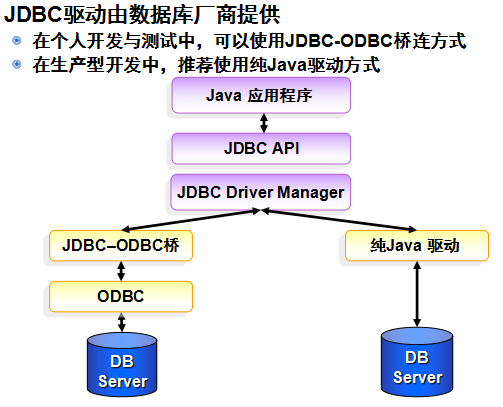 JDBC驱动由数据库厂商提供
在个人开发与测试中，可以使用JDBC-ODBC桥连方式
在生产型开发中，推荐使用纯Java驱动方式
Java 应用程序
JDBC API
JDBC Driver Manager
JDBC–ODBC桥
纯Java 驱动
ODBC
DB
Server
DB
Server